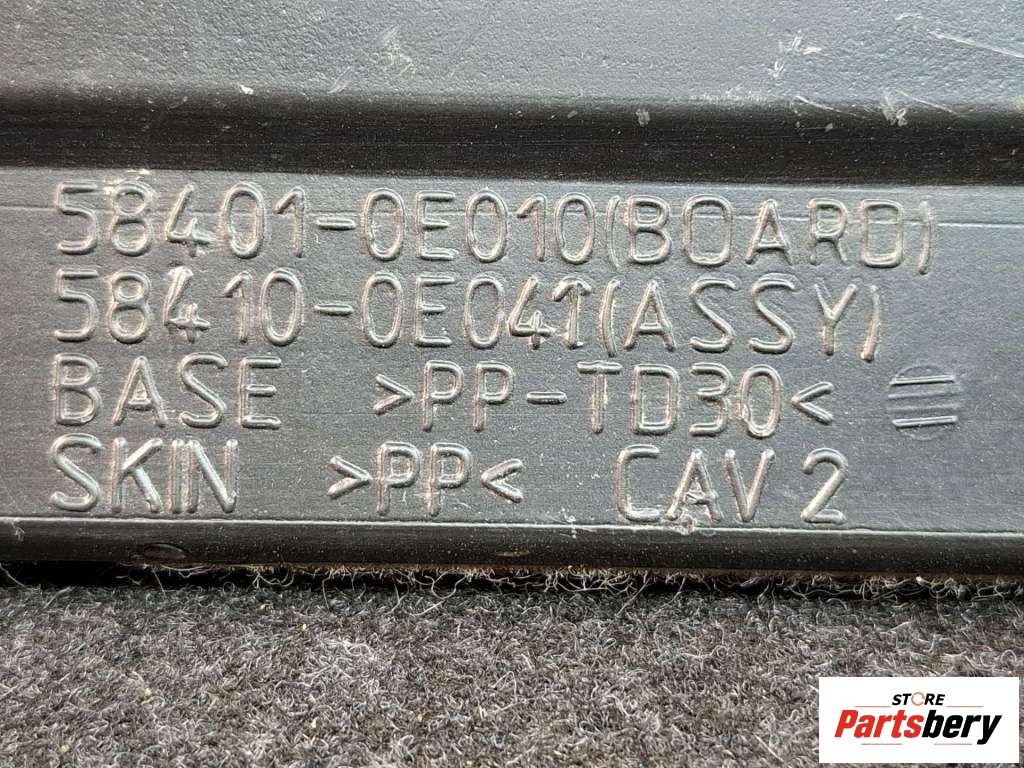 58401-0E010(BOARD)
58410-0E041(ASSY)
BASE >PP-TD30<
SKIN >PP< CAV 2
STORE
Partsbery